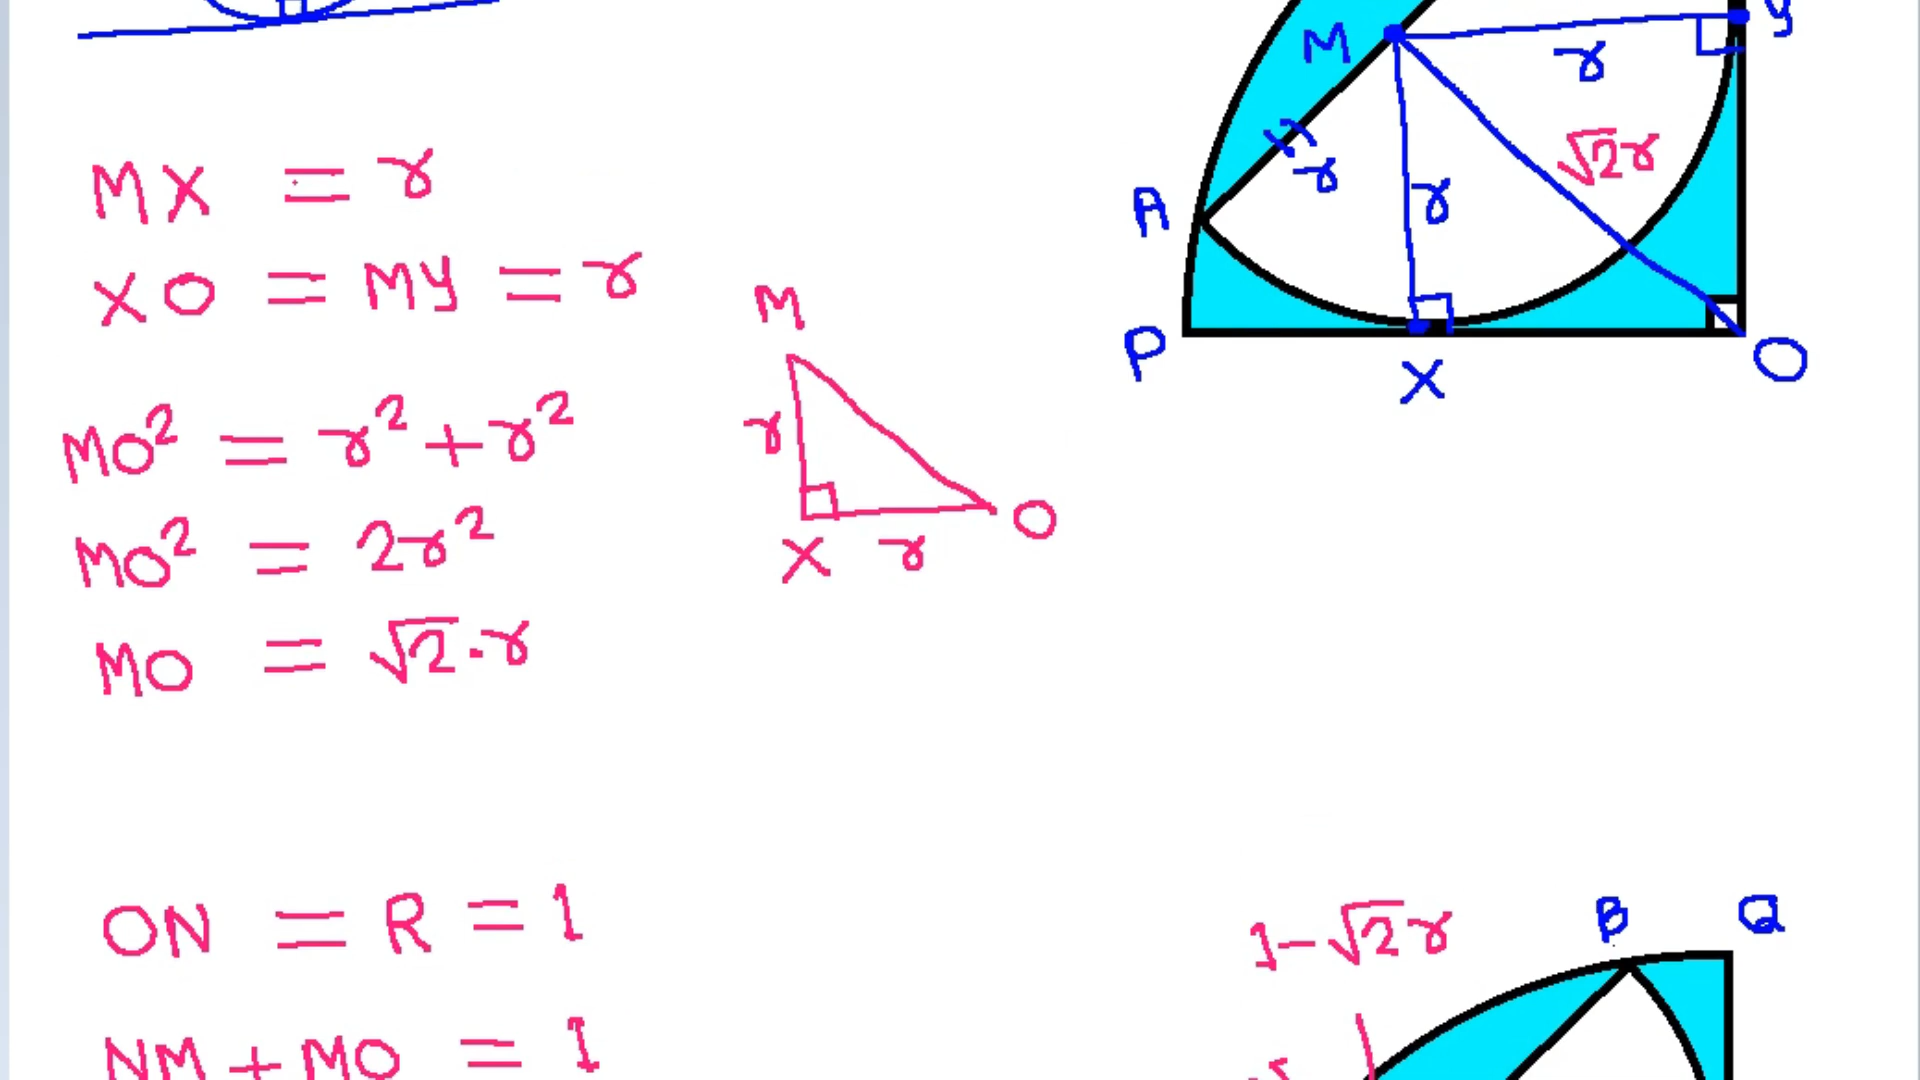 MX = r
XO = MY = r
MO² = r² + r²
MO² = 2r²
MO = √2.r
M
r
X r O
M
r
Y
√2r
r
r
A
P
X
O
ON = R = 1
NM + MO = 1
1-√2r
B
Q